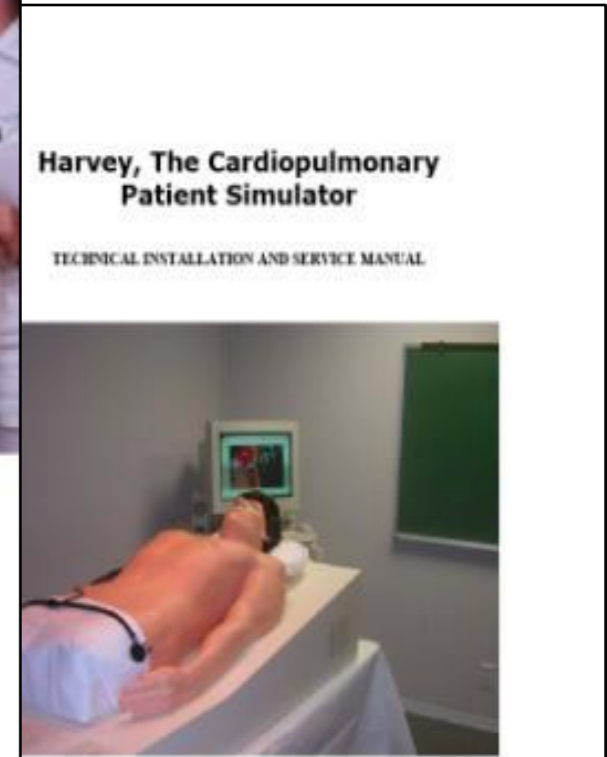 Harvey, The Cardiopulmonary
Patient Simulator
TECHNICAL INSTALLATION AND SERVICE MANUAL